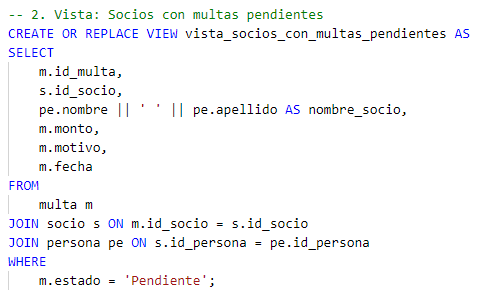 -- 2. Vista: Socios con multas pendientes
CREATE OR REPLACE VIEW vista_socios_con_multas_pendientes AS
SELECT
    m.id_multa,
    s.id_socio,
    pe.nombre || ' ' || pe.apellido AS nombre_socio,
    m.monto,
    m.motivo,
    m.fecha
FROM
    multa m
JOIN socio s ON m.id_socio = s.id_socio
JOIN persona pe ON s.id_persona = pe.id_persona
WHERE
    m.estado = 'Pendiente';